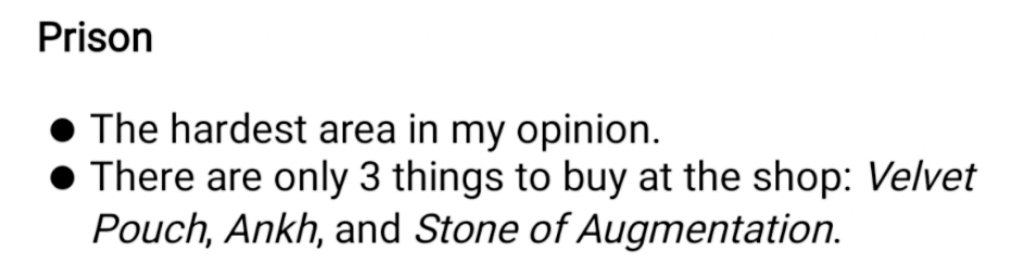 Prison
● The hardest area in my opinion.
● There are only 3 things to buy at the shop: Velvet
Pouch, Ankh, and Stone of Augmentation.